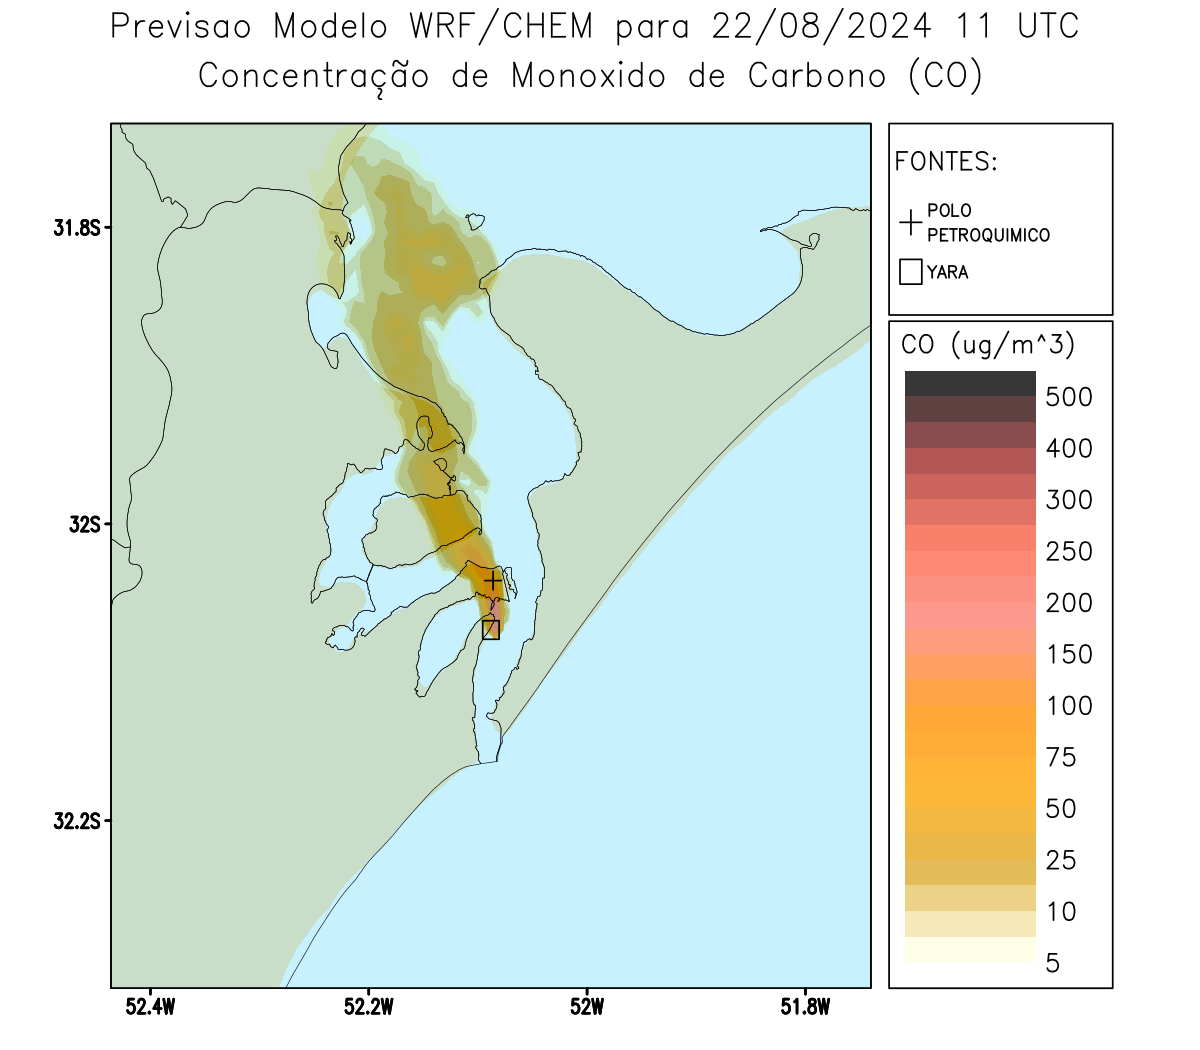 Previsao Modelo WRF/CHEM para 22/08/2024 11 UTC
Concentração de Monoxido de Carbono (CO)
FONTES:
POLO
PETROQUIMICO
YARA
CO (ug/m^3)
500
400
300
250
200
150
100
75
50
25
10
5
31.8S
32S
32.2S
52.4W
52.2W
52W
51.8W